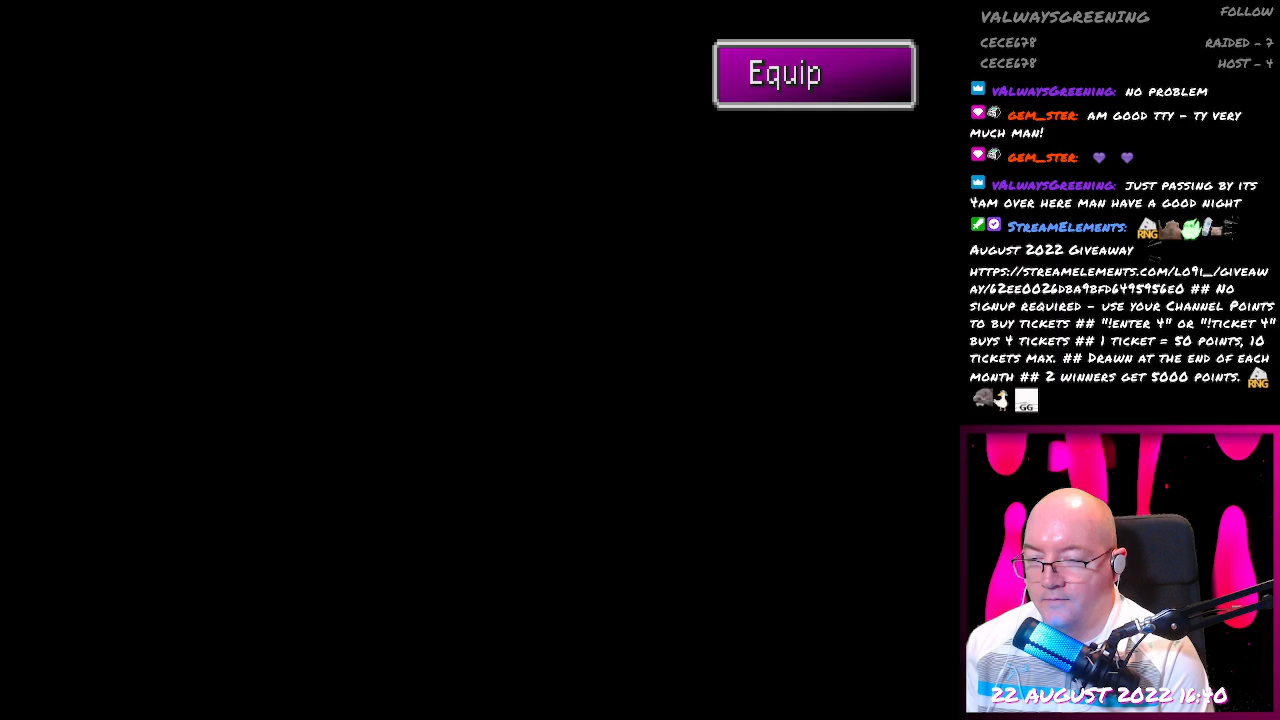 Equip
VALWAYSGREENING FOLLOW
CECE678 RAIDED - 7
CECE678 HOST - 4
VALWAYSGREENING: NO PROBLEM
GEM_STER: AM GOOD TTY - TY VERY
MUCH MAN!
GEM_STER:
VALWAYSGREENING: JUST PASSING BY ITS
4AM OVER HERE MAN HAVE A GOOD NIGHT
STREAMELEMENTS: RNG
AUGUST 2022 GIVEAWAY
HTTPS://STREAMELEMENTS.COM/LO9I_/GIVEAW
AY/62EE0026DBA9BFD6495956E0 ## NO
SIGNUP REQUIRED - USE YOUR CHANNEL POINTS
TO BUY TICKETS ## "!ENTER 4" OR "!TICKET 4"
BUYS 4 TICKETS ## 1 TICKET = 50 POINTS, 10
TICKETS MAX. ## DRAWN AT THE END OF EACH
MONTH ## 2 WINNERS GET 5000 POINTS. RNG
GG
22 AUGUST 2022 16:40